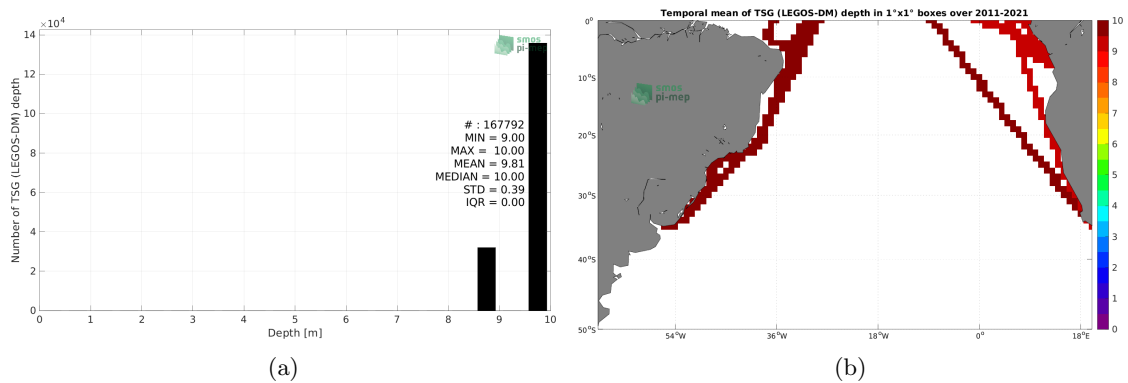 ×10⁴
14
12
10
8
6
4
2
0
Number of TSG (LEGOS-DM) depth
smos
pi-mep
# : 167792
MIN = 9.00
MAX = 10.00
MEAN = 9.81
MEDIAN = 10.00
STD = 0.39
IQR = 0.00
0 1 2 3 4 5 6 7 8 9 10
Depth [m]
(a)
Temporal mean of TSG (LEGOS-DM) depth in 1°x1° boxes over 2011-2021
0°
10°S
20°S
30°S
40°S
50°S
smos
pi-mep
54°W 36°W 18°W 0° 18°E
10
9
8
7
6
5
4
3
2
1
0
(b)